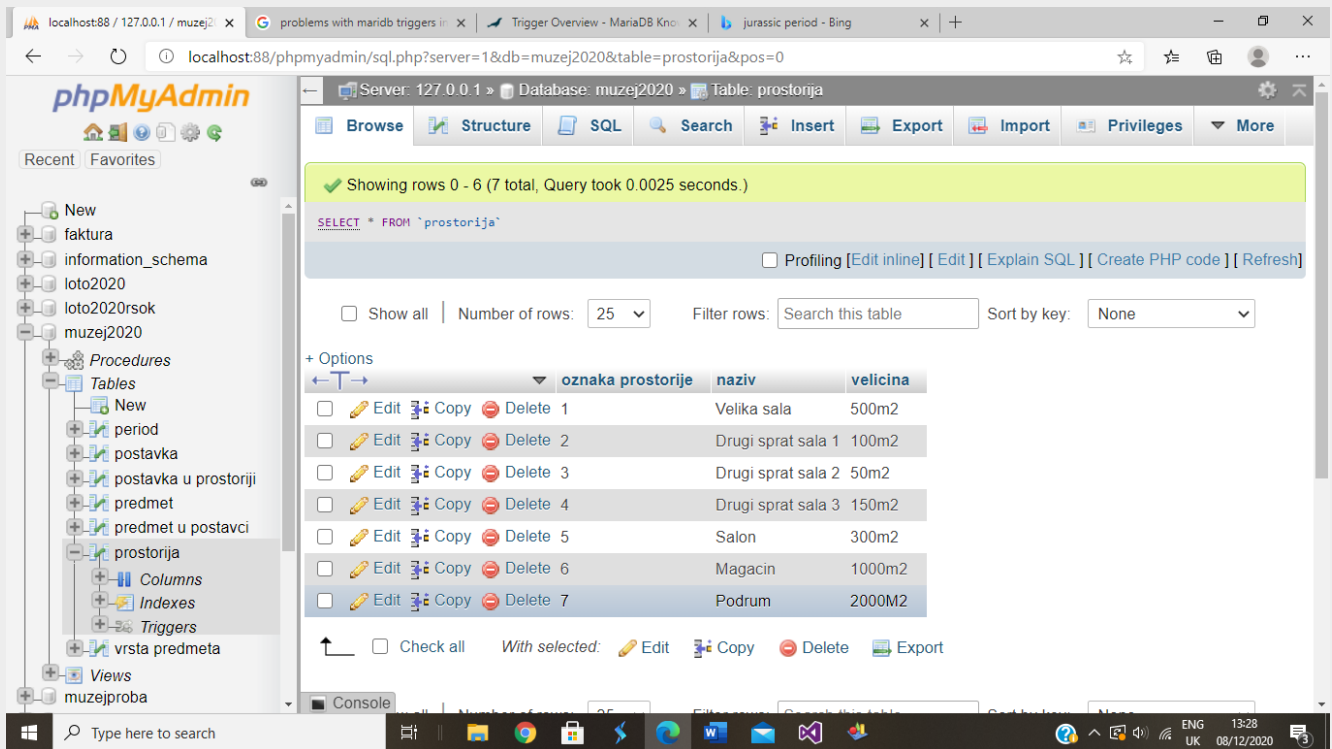 localhost:88 / 127.0.0.1 / muzej2
problems with maridb triggers in
Trigger Overview - MariaDB Kno
jurassic period - Bing
localhost:88/phpmyadmin/sql.php?server=1&db=muzej2020&table=prostorija&pos=0
phpMyAdmin
Recent Favorites
New
faktura
information_schema
loto2020
loto2020rsok
muzej2020
Procedures
Tables
New
period
postavka
postavka u prostoriji
predmet
predmet u postavci
prostorija
Columns
Indexes
Triggers
vrsta predmeta
Views
muzejproba
Server: 127.0.0.1 » Database: muzej2020 » Table: prostorija
Browse Structure SQL Search Insert Export Import Privileges More
Showing rows 0 - 6 (7 total, Query took 0.0025 seconds.)
SELECT * FROM `prostorija`
Profiling [Edit inline] [ Edit ] [ Explain SQL ] [ Create PHP code ] [ Refresh]
Show all Number of rows: 25 Filter rows: Search this table Sort by key: None
+ Options
oznaka prostorije naziv velicina
Edit Copy Delete 1 Velika sala 500m2
Edit Copy Delete 2 Drugi sprat sala 1 100m2
Edit Copy Delete 3 Drugi sprat sala 2 50m2
Edit Copy Delete 4 Drugi sprat sala 3 150m2
Edit Copy Delete 5 Salon 300m2
Edit Copy Delete 6 Magacin 1000m2
Edit Copy Delete 7 Podrum 2000M2
Check all With selected: Edit Copy Delete Export
Console
Type here to search
ENG
UK
13:28
08/12/2020
3